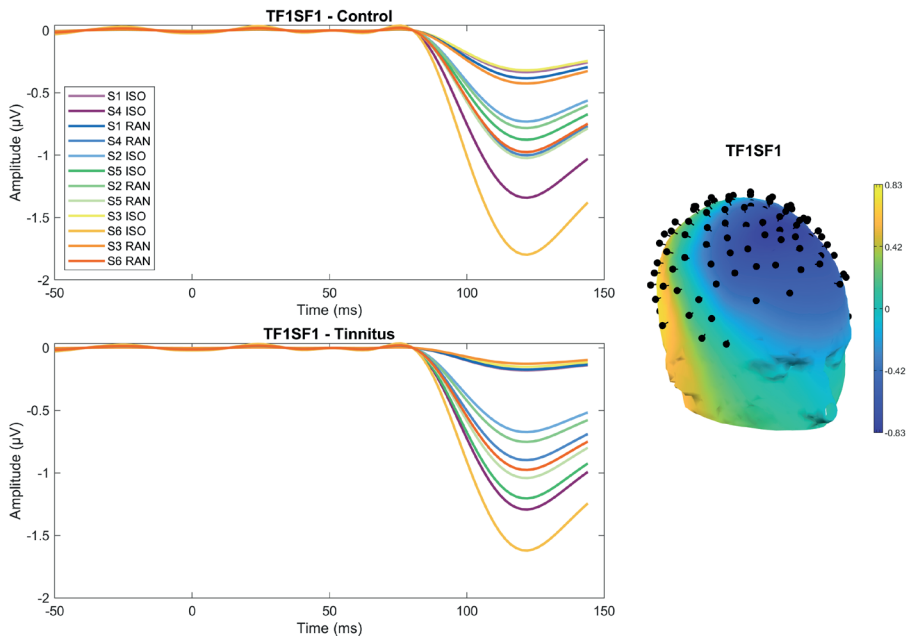 TF1SF1 - Control
0
-0.5
-1
-1.5
-2
Amplitude (µV)
S1 ISO
S4 ISO
S1 RAN
S4 RAN
S2 ISO
S5 ISO
S2 RAN
S5 RAN
S3 ISO
S6 ISO
S3 RAN
S6 RAN
-50
0
50
100
150
Time (ms)
TF1SF1 - Tinnitus
0
-0.5
-1
-1.5
-2
Amplitude (µV)
-50
0
50
100
150
Time (ms)
TF1SF1
0.83
0.42
0
-0.42
-0.83